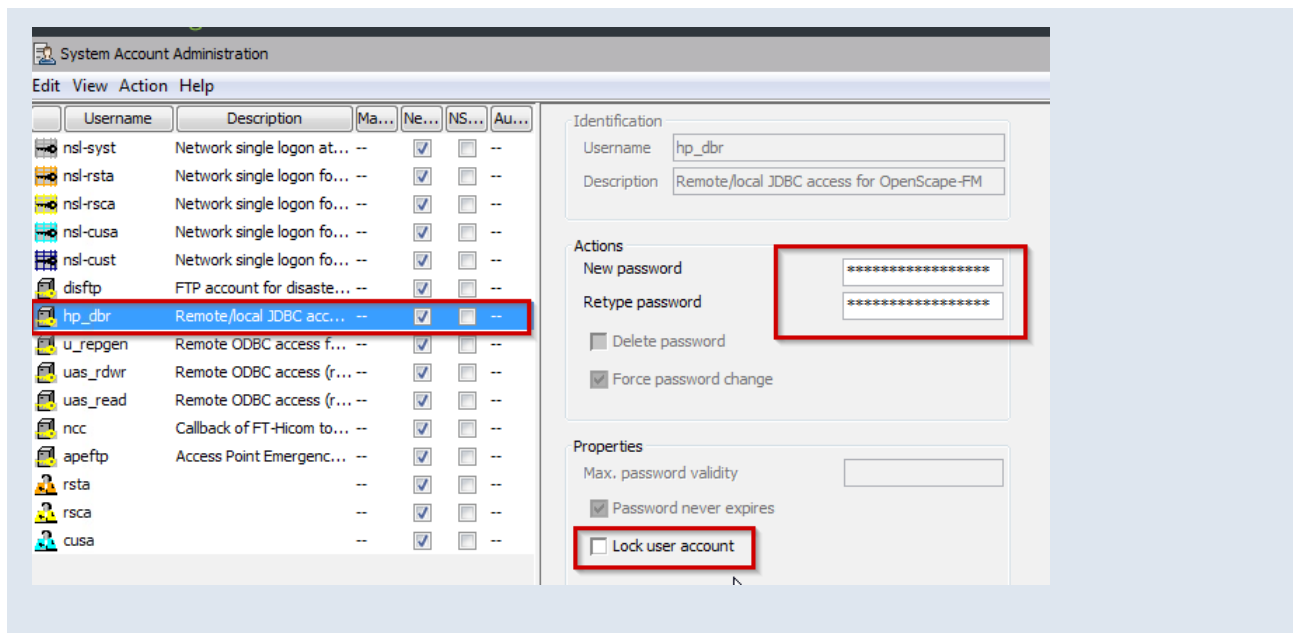 System Account Administration
Edit View Action Help
Username Description Ma... Ne... NS... Au...
nsl-syst Network single logon at... --  --
nsl-rsta Network single logon fo... -- --
nsl-rsca Network single logon fo... -- --
nsl-cusa Network single logon fo... -- --
nsl-cust Network single logon fo... -- --
disftp FTP account for disaste... -- --
hp_dbr Remote/local JDBC acc... -- --
u_repgen Remote ODBC access f... -- --
uas_rdwr Remote ODBC access (r... -- --
uas_read Remote ODBC access (r... -- --
ncc Callback of FT-Hicom to... -- --
apeftp Access Point Emergenc... -- --
rsta -- --
rsca -- --
cusa -- --
Identification
Username hp_dbr
Description Remote/local JDBC access for OpenScape-FM
Actions
New password *****************
Retype password *****************
Delete password
Force password change
Properties
Max. password validity
Password never expires
Lock user account